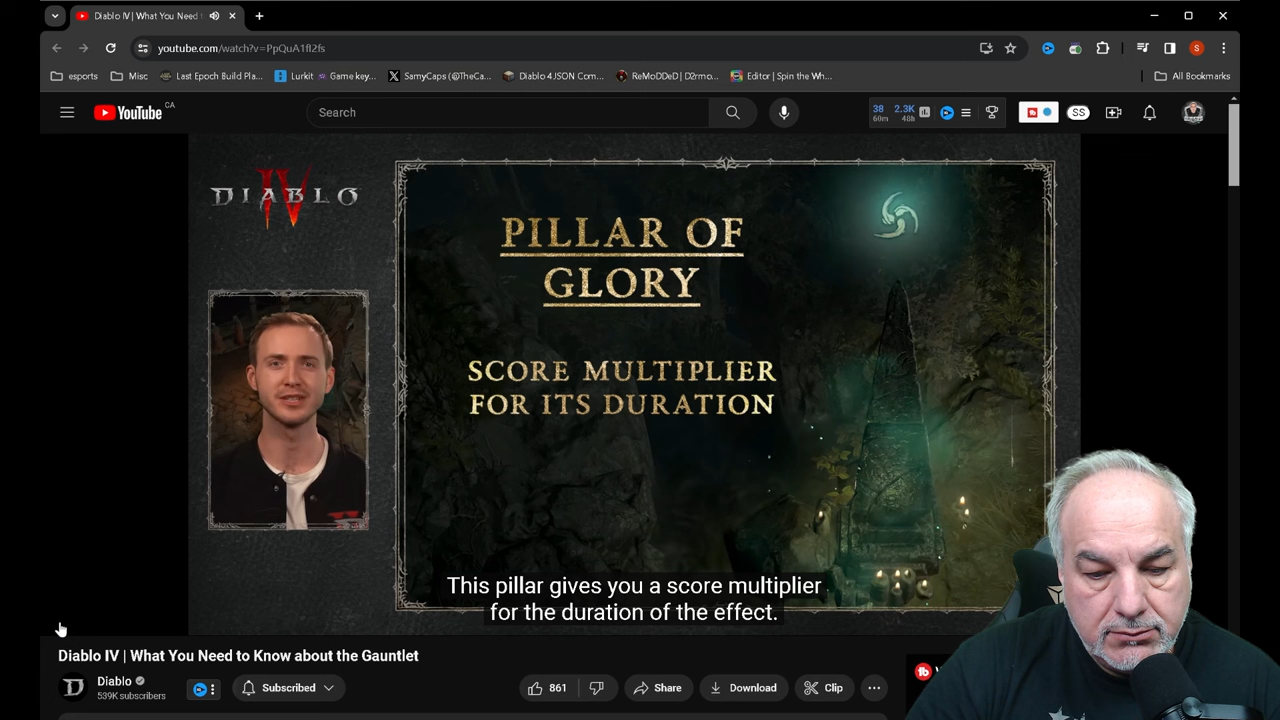 Diablo IV | What You Need
youtube.com/watch?v=PpQuA1fI2fs
esports
Misc
Last Epoch Build Pla...
Lurkit
Game key...
SamyCaps (@TheCa...
Diablo 4JSON Com...
ReMoDDeD | D2rmo...
Editor | Spin the Wh...
All Bookmarks
S
YouTube CA
Search
38 2.3K
60m 48h
SS
DIABLO
IV
PILLAR OF
GLORY
SCORE MULTIPLIER
FOR ITS DURATION
This pillar gives you a score multiplier
for the duration of the effect.
Diablo IV | What You Need to Know about the Gauntlet
Diablo
539K subscribers
Subscribed
861
Share
Download
Clip